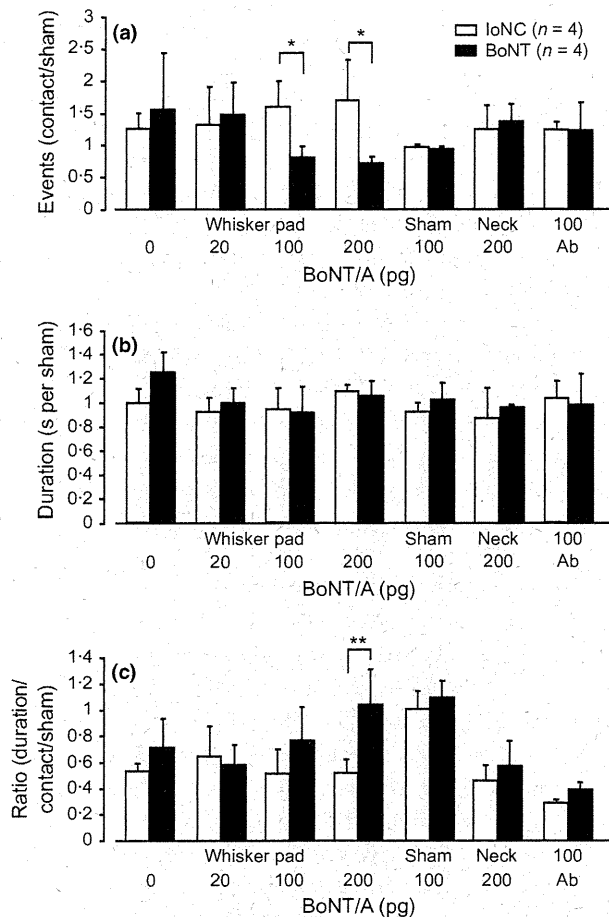 (a)
IoNC (n = 4)
BoNT (n = 4)
Events (contact/sham)
3
2·5
2
1·5
1
0·5
0
*
*
Whisker pad Sham Neck 100
0 20 100 200 100 200 Ab
BoNT/A (pg)
(b)
Duration (s per sham)
1·6
1·4
1·2
1
0·8
0·6
0·4
0·2
0
Whisker pad Sham Neck 100
0 20 100 200 100 200 Ab
BoNT/A (pg)
(c)
Ratio (duration/
contact/sham)
1·4
1·2
1
0·8
0·6
0·4
0·2
0
**
Whisker pad Sham Neck 100
0 20 100 200 100 200 Ab
BoNT/A (pg)